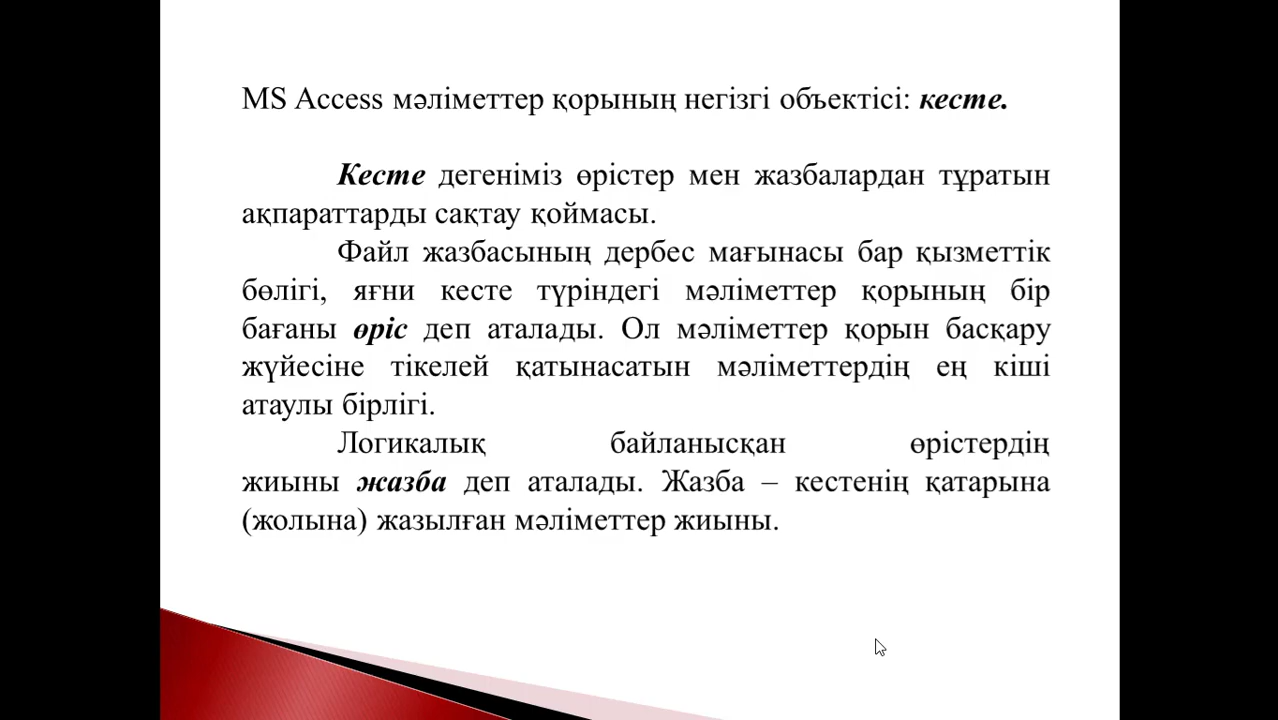 MS Access мәліметтер қорының негізгі объектісі: кесте.
Кесте дегеніміз өрістер мен жазбалардан тұратын
ақпараттарды сақтау қоймасы.
Файл жазбасының дербес мағынасы бар қызметтік
бөлігі, яғни кесте түріндегі мәліметтер қорының бір
бағаны өріс деп аталады. Ол мәліметтер қорын басқару
жүйесіне тікелей қатынасатын мәліметтердің ең кіші
атаулы бірлігі.
Логикалық байланысқан өрістердің
жиыны жазба деп аталады. Жазба – кестенің қатарына
(жолына) жазылған мәліметтер жиыны.